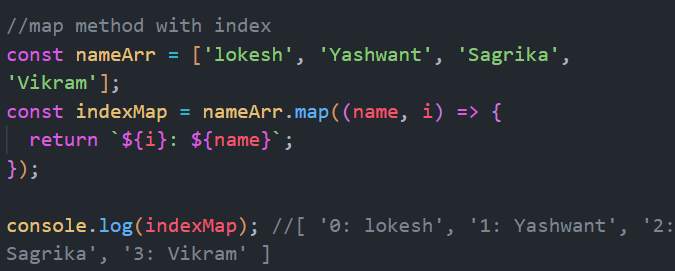 //map method with index
const nameArr = ['lokesh', 'Yashwant', 'Sagrika',
'Vikram'];
const indexMap = nameArr.map((name, i) => {
  return `${i}: ${name}`;
});

console.log(indexMap); //[ '0: lokesh', '1: Yashwant', '2:
Sagrika', '3: Vikram' ]